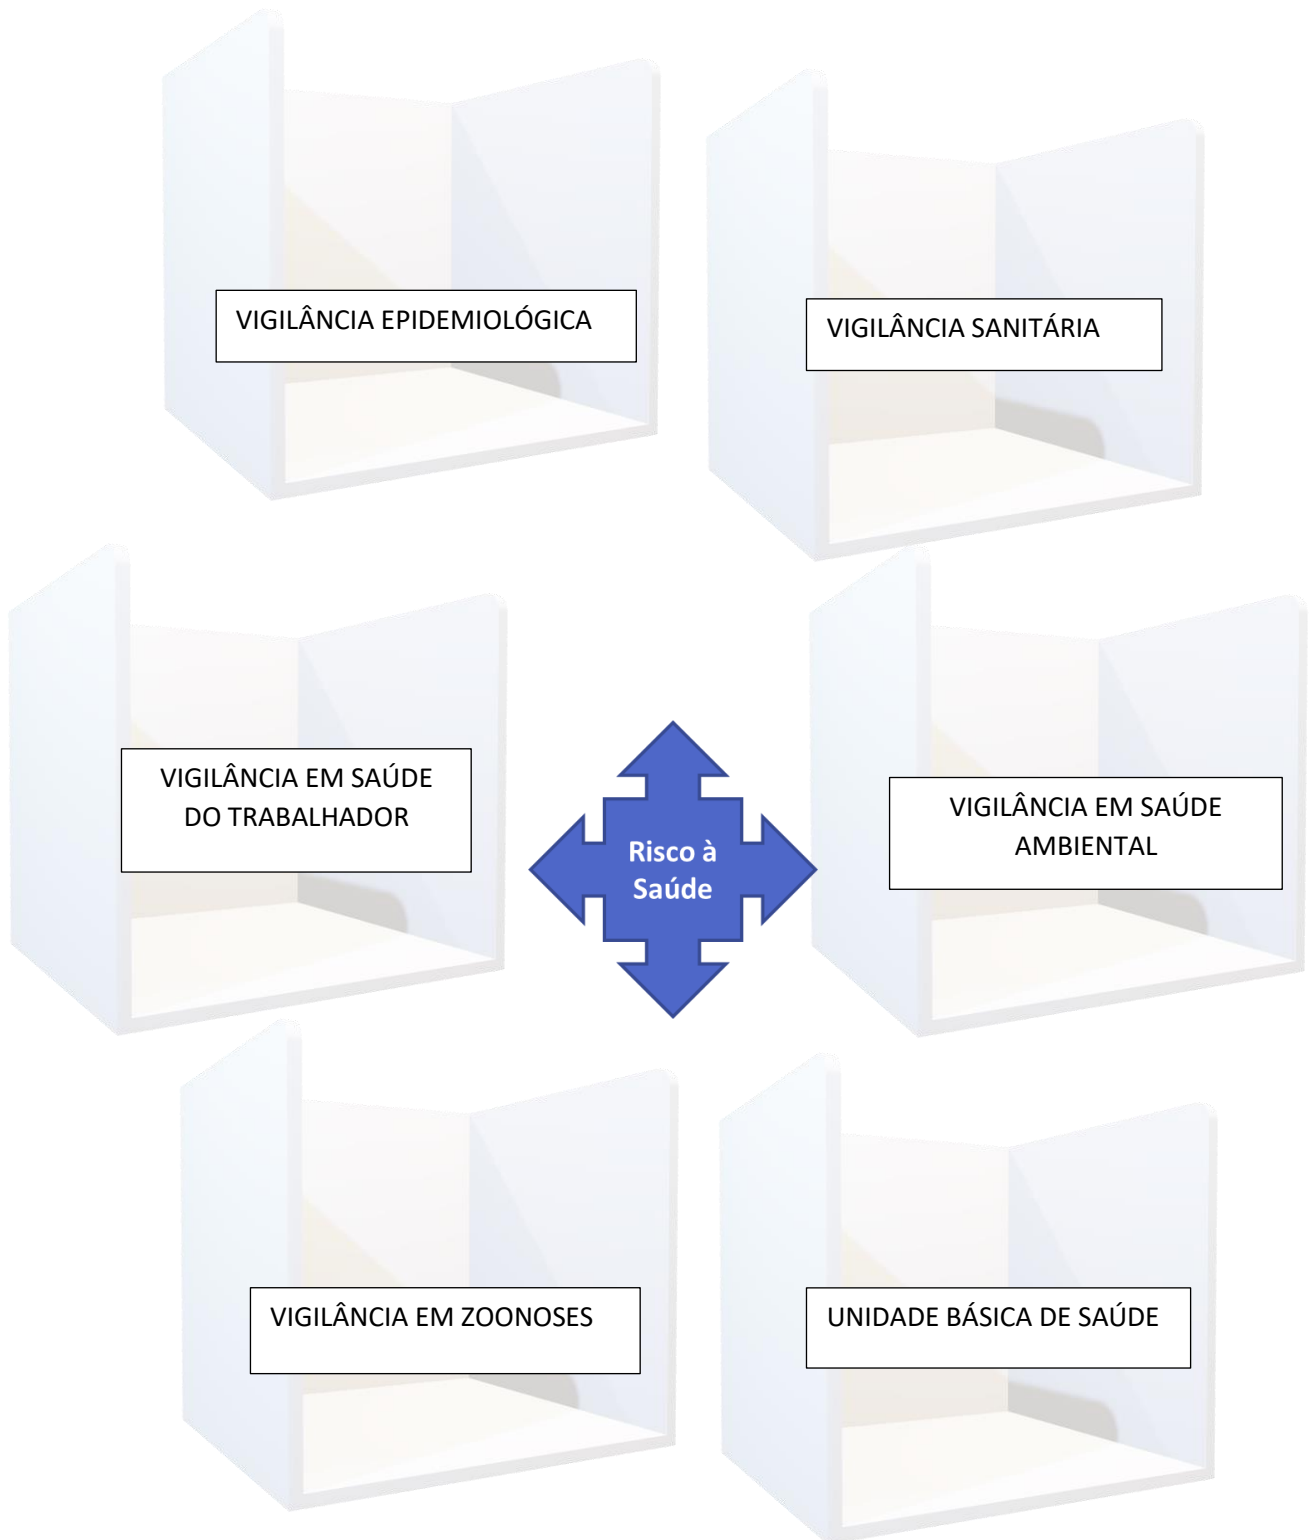 VIGILÂNCIA EPIDEMIOLÓGICA
VIGILÂNCIA SANITÁRIA
VIGILÂNCIA EM SAÚDE
DO TRABALHADOR
Risco à
Saúde
VIGILÂNCIA EM SAÚDE
AMBIENTAL
VIGILÂNCIA EM ZOONOSES
UNIDADE BÁSICA DE SAÚDE